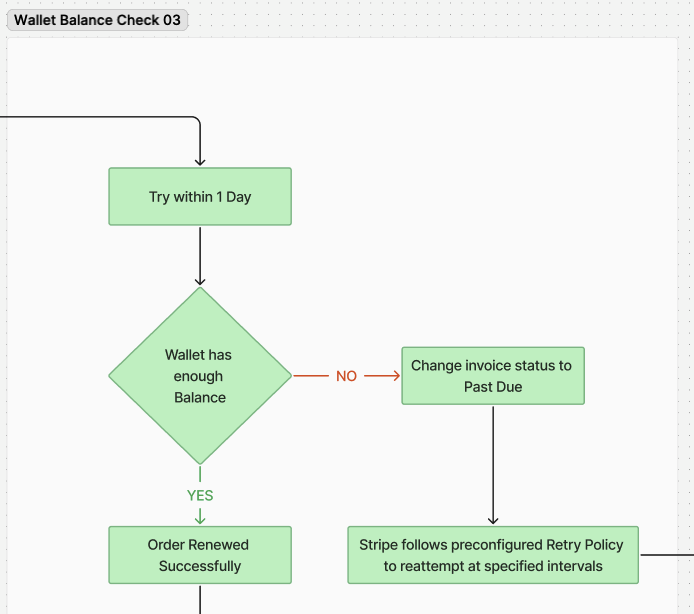 Wallet Balance Check 03
Try within 1 Day
Wallet has
enough
Balance
NO
Change invoice status to
Past Due
YES
Order Renewed
Successfully
Stripe follows preconfigured Retry Policy
to reattempt at specified intervals